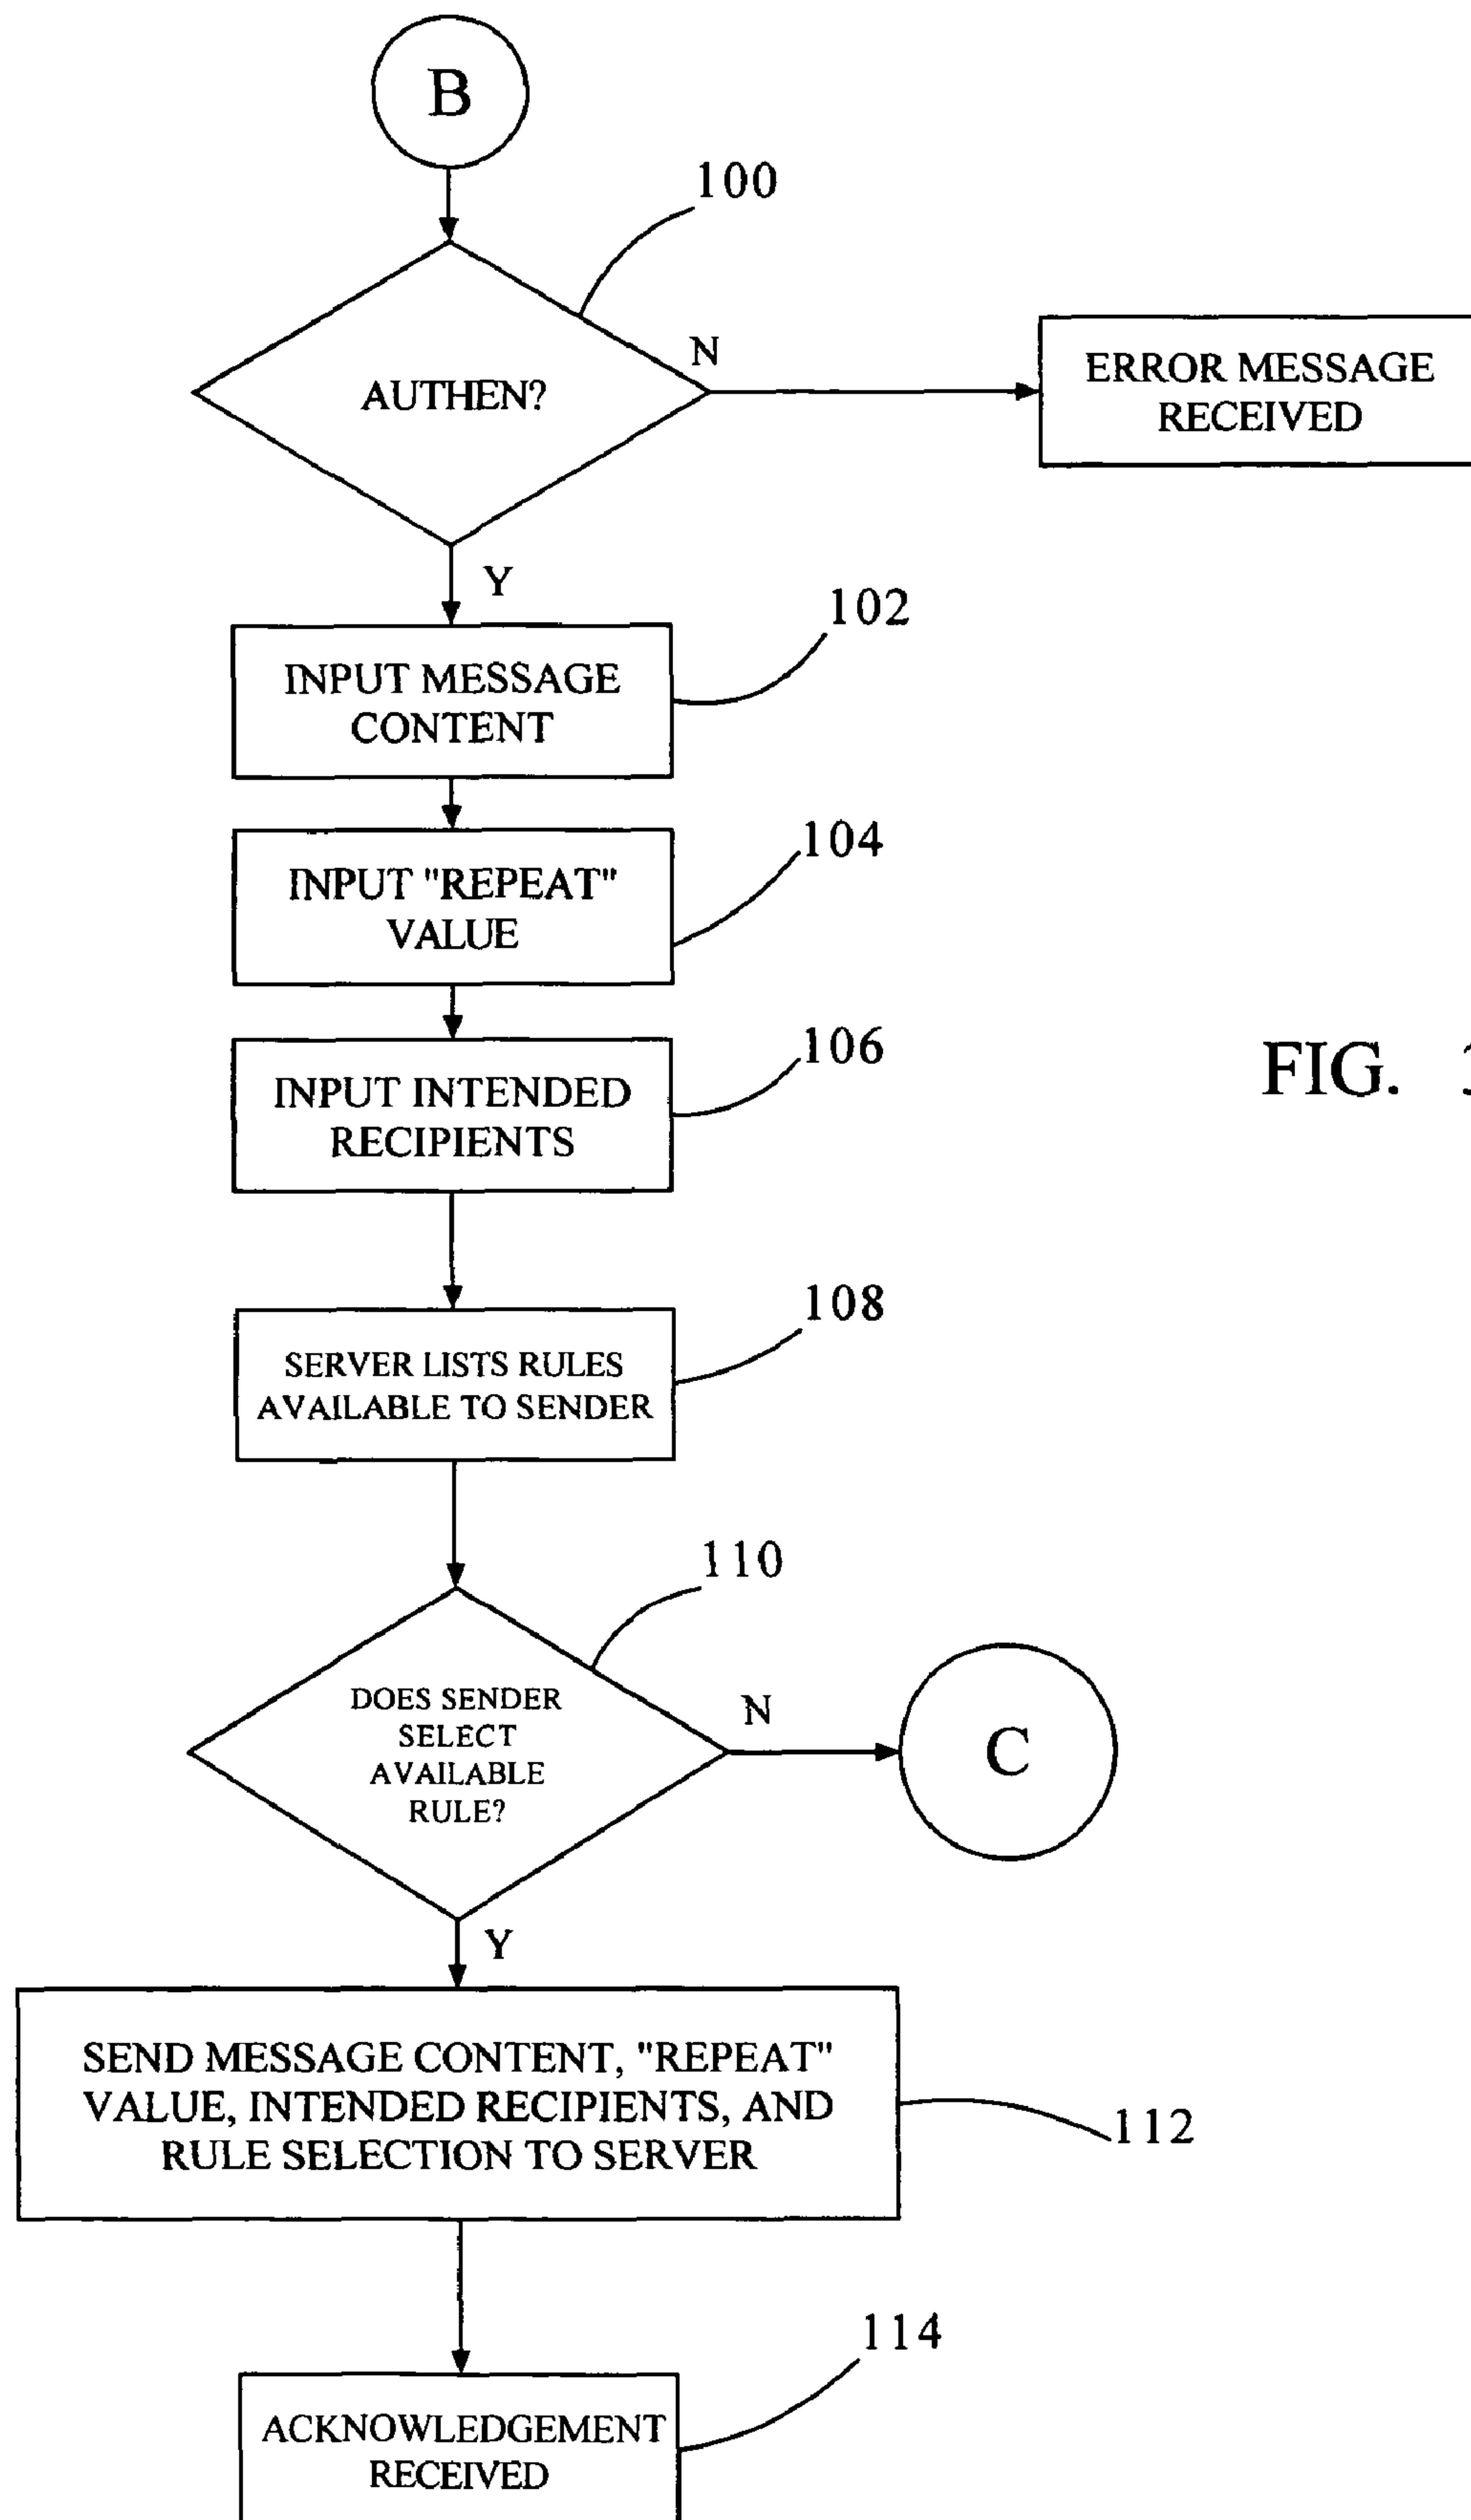 B
100
AUTHEN?
N
ERROR MESSAGE
RECEIVED
Y
102
INPUT MESSAGE
CONTENT
104
INPUT "REPEAT"
VALUE
106
INPUT INTENDED
RECIPIENTS
FIG.
108
SERVER LISTS RULES
AVAILABLE TO SENDER
110
DOES SENDER
SELECT
AVAILABLE
RULE?
N
C
Y
SEND MESSAGE CONTENT, "REPEAT"
VALUE, INTENDED RECIPIENTS, AND
RULE SELECTION TO SERVER
112
114
ACKNOWLEDGEMENT
RECEIVED